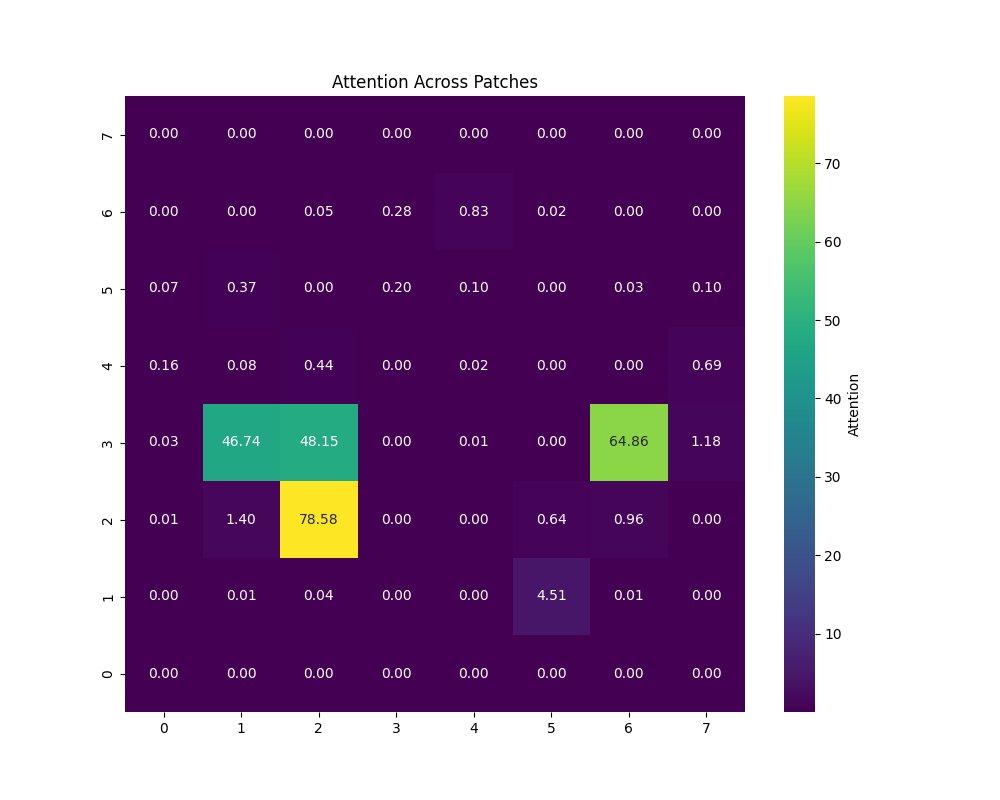 Attention Across Patches
7 0.00 0.00 0.00 0.00 0.00 0.00 0.00 0.00
6 0.00 0.00 0.05 0.28 0.83 0.02 0.00 0.00
5 0.07 0.37 0.00 0.20 0.10 0.00 0.03 0.10
4 0.16 0.08 0.44 0.00 0.02 0.00 0.00 0.69
3 0.03 46.74 48.15 0.00 0.01 0.00 64.86 1.18
2 0.01 1.40 78.58 0.00 0.00 0.64 0.96 0.00
1 0.00 0.01 0.04 0.00 0.00 4.51 0.01 0.00
0 0.00 0.00 0.00 0.00 0.00 0.00 0.00 0.00
0 1 2 3 4 5 6 7
70
60
50
40
30
20
10
Attention